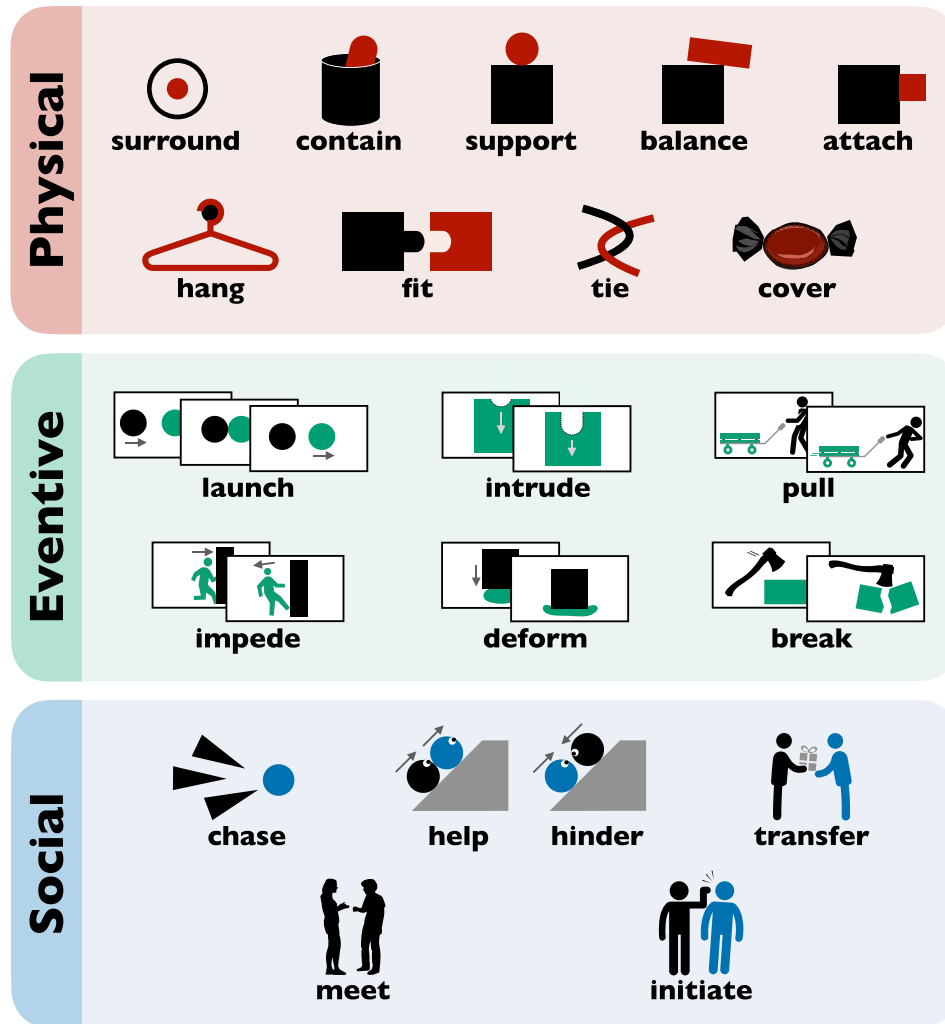 Physical
surround contain support balance attach
hang fit tie cover
Eventive
launch intrude pull
impede deform break
Social
chase help hinder transfer
meet initiate